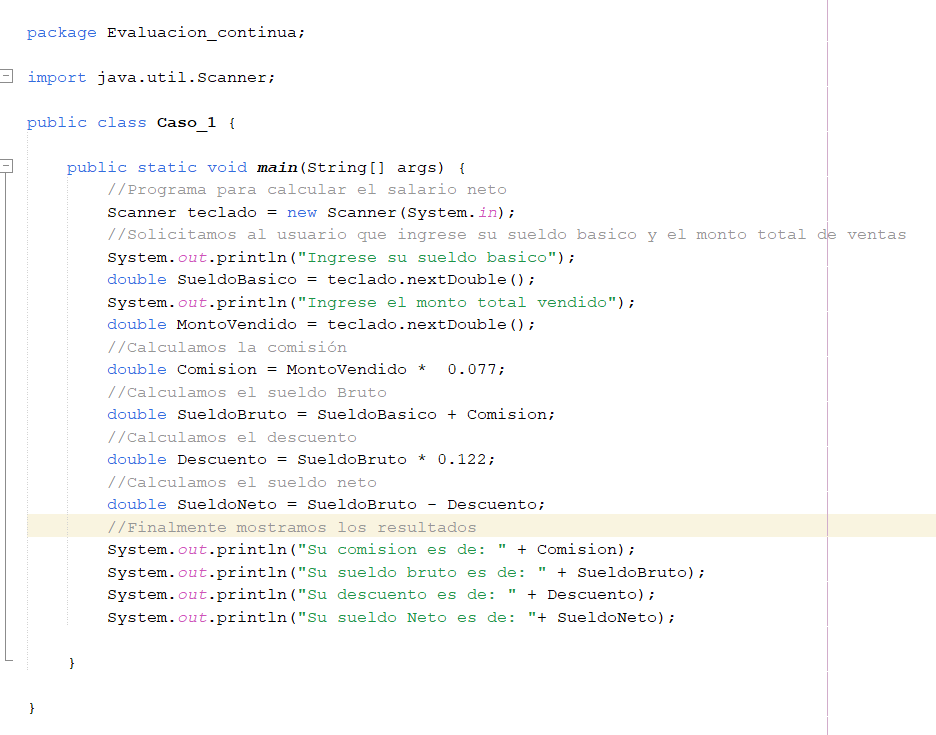 package Evaluacion_continua;
import java.util.Scanner;
public class Caso_1 {
public static void main(String[] args) {
//Programa para calcular el salario neto
Scanner teclado = new Scanner(System.in);
//Solicitamos al usuario que ingrese su sueldo basico y el monto total de ventas
System.out.println("Ingrese su sueldo basico");
double SueldoBasico = teclado.nextDouble();
System.out.println("Ingrese el monto total vendido");
double MontoVendido = teclado.nextDouble();
//Calculamos la comisión
double Comision = MontoVendido *  0.077;
//Calculamos el sueldo Bruto
double SueldoBruto = SueldoBasico + Comision;
//Calculamos el descuento
double Descuento = SueldoBruto * 0.122;
//Calculamos el sueldo neto
double SueldoNeto = SueldoBruto - Descuento;
//Finalmente mostramos los resultados
System.out.println("Su comision es de: " + Comision);
System.out.println("Su sueldo bruto es de: " + SueldoBruto);
System.out.println("Su descuento es de: " + Descuento);
System.out.println("Su sueldo Neto es de: "+ SueldoNeto);
}
}